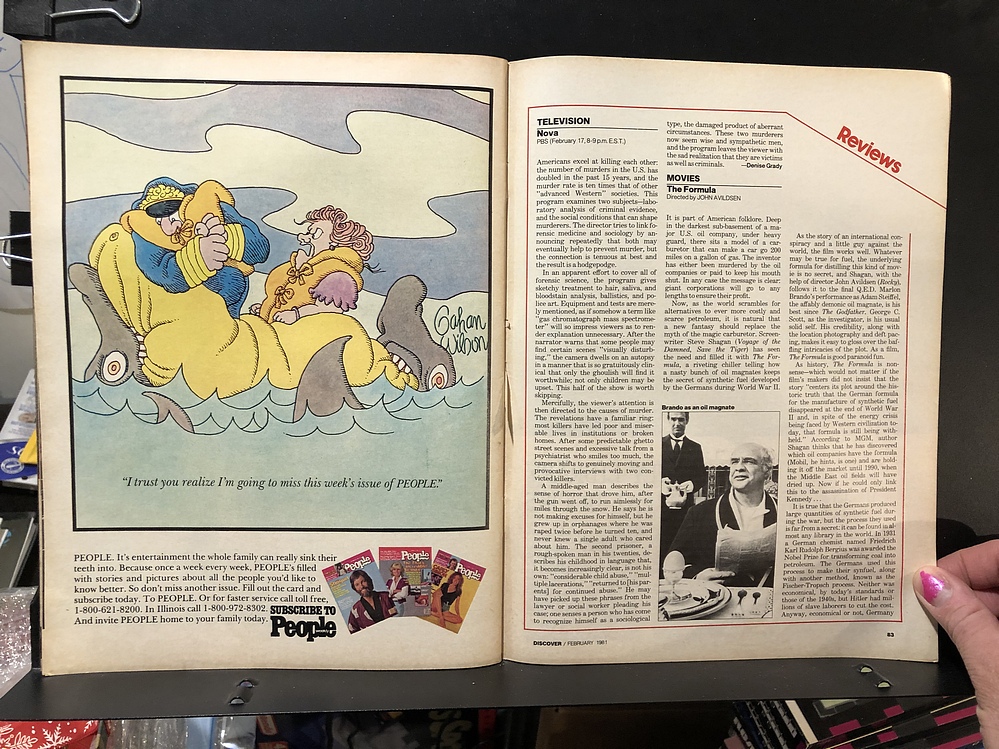 Gahan
Wilson
"I trust you realize I'm going to miss this week's issue of PEOPLE."
PEOPLE. It's entertainment the whole family can really sink their
teeth into. Because once a week every week, PEOPLE's filled
with stories and pictures about all the people you'd like to
know better. So don't miss another issue. Fill out the card and
subscribe today. To PEOPLE. Or for faster service call toll free,
1-800-621-8200. In Illinois call 1-800-972-8302.
And invite PEOPLE home to your family today.
SUBSCRIBE TO
People
People
People
People
Reviews
TELEVISION
Nova
PBS (February 17, 8-9 p.m. E.S.T.)
Americans excel at killing each other:
the number of murders in the U.S. has
doubled in the past 15 years, and the
murder rate is ten times that of other
"advanced Western" societies. This
program examines two subjects—labo-
ratory analysis of criminal evidence,
and the social conditions that can shape
murderers. The director tries to link fo-
rensic medicine and sociology by an-
nouncing repeatedly that both may
eventually help to prevent murder, but
the connection is tenuous at best and
the result is a hodgepodge.
In an apparent effort to cover all of
forensic science, the program gives
sketchy treatment to hair, saliva, and
bloodstain analysis, ballistics, and po-
lice art. Equipment and tests are mere-
ly mentioned, as if somehow a term like
"gas chromatograph mass spectrome-
ter" will so impress viewers as to ren-
der explanation unnecessary. After the
narrator warns that some people may
find certain scenes "visually disturb-
ing," the camera dwells on an autopsy
in a manner that is so gratuitously clin-
ical that only the ghoulish will find it
worthwhile; not only children may be
upset. This half of the show is worth
skipping.
Mercifully, the viewer's attention is
then directed to the causes of murder.
The revelations have a familiar ring:
most killers have led poor and miser-
able lives in institutions or broken
homes. After some predictable ghetto
street scenes and excessive talk from a
psychiatrist who smiles too much, the
camera shifts to genuinely moving and
provocative interviews with two con-
victed killers.
A middle-aged man describes the
sense of horror that drove him, after
the gun went off, to run aimlessly for
miles through the snow. He says he is
not making excuses for himself, but he
grew up in orphanages where he was
raped twice before he turned ten, and
never knew a single adult who cared
about him. The second prisoner, a
rough-spoken man in his twenties, de-
scribes his childhood in language that,
it becomes increasingly clear, is not his
own: "considerable child abuse," "mul-
tiple lacerations," "returned to [his par-
ents] for continued abuse." He may
have picked up these phrases from the
lawyer or social worker pleading his
case; one senses a person who has come
to recognize himself as a sociological
type, the damaged product of aberrant
circumstances. These two murderers
now seem wise and sympathetic men,
and the program leaves the viewer with
the sad realization that they are victims
as well as criminals. —Denise Grady
MOVIES
The Formula
Directed by JOHN AVILDSEN
It is part of American folklore. Deep
in the darkest sub-basement of a ma-
jor U.S. oil company, under heavy
guard, there sits a model of a car-
buretor that can make a car go 200
miles on a gallon of gas. The inventor
has either been murdered by the oil
companies or paid to keep his mouth
shut. In any case the message is clear:
giant corporations will go to any
lengths to ensure their profit.
Now, as the world scrambles for
alternatives to ever more costly and
scarce petroleum, it is natural that
a new fantasy should replace the
myth of the magic carburetor. Screen-
writer Steve Shagan (Voyage of the
Damned, Save the Tiger) has seen
the need and filled it with The For-
mula, a riveting chiller telling how
a nasty bunch of oil magnates keeps
the secret of synthetic fuel developed
by the Germans during World War II.
Brando as an oil magnate
As the story of an international con-
spiracy and a little guy against the
world, the film works well. Whatever
may be true for fuel, the underlying
formula for distilling this kind of mov-
ie is no secret, and Shagan, with the
help of director John Avildsen (Rocky),
follows it to the final Q.E.D. Marlon
Brando's performance as Adam Steiffel,
the affably demonic oil magnate, is his
best since The Godfather. George C.
Scott, as the investigator, is his usual
solid self. His credibility, along with
the location photography and deft pac-
ing, makes it easy to gloss over the baf-
fling intricacies of the plot. As a film,
The Formula is good paranoid fun.
As history, The Formula is non-
sense—which would not matter if the
film's makers did not insist that the
story "centers its plot around the his-
toric truth that the German formula
for the manufacture of synthetic fuel
disappeared at the end of World War
II and, in spite of the energy crisis
being faced by Western civilization to-
day, that formula is still being with-
held." According to MGM, author
Shagan thinks that he has discovered
which oil companies have the formula
(Mobil, he hints, is one) and are hold-
ing it off the market until 1990, when
the Middle East oil fields will have
dried up. Now if he could only link
this to the assassination of President
Kennedy . . .
It is true that the Germans produced
large quantities of synthetic fuel dur-
ing the war, but the process they used
is far from a secret: it can be found in al-
most any library in the world. In 1931
a German chemist named Friedrich
Karl Rudolph Bergius was awarded the
Nobel Prize for transforming coal into
petroleum. The Germans used this
process to make their synfuel, along
with another method, known as the
Fischer-Tropsch process. Neither was
economical, by today's standards or
those of the 1940s, but Hitler had mil-
lions of slave laborers to cut the cost.
Anyway, economical or not, Germany
DISCOVER / FEBRUARY 1981
83